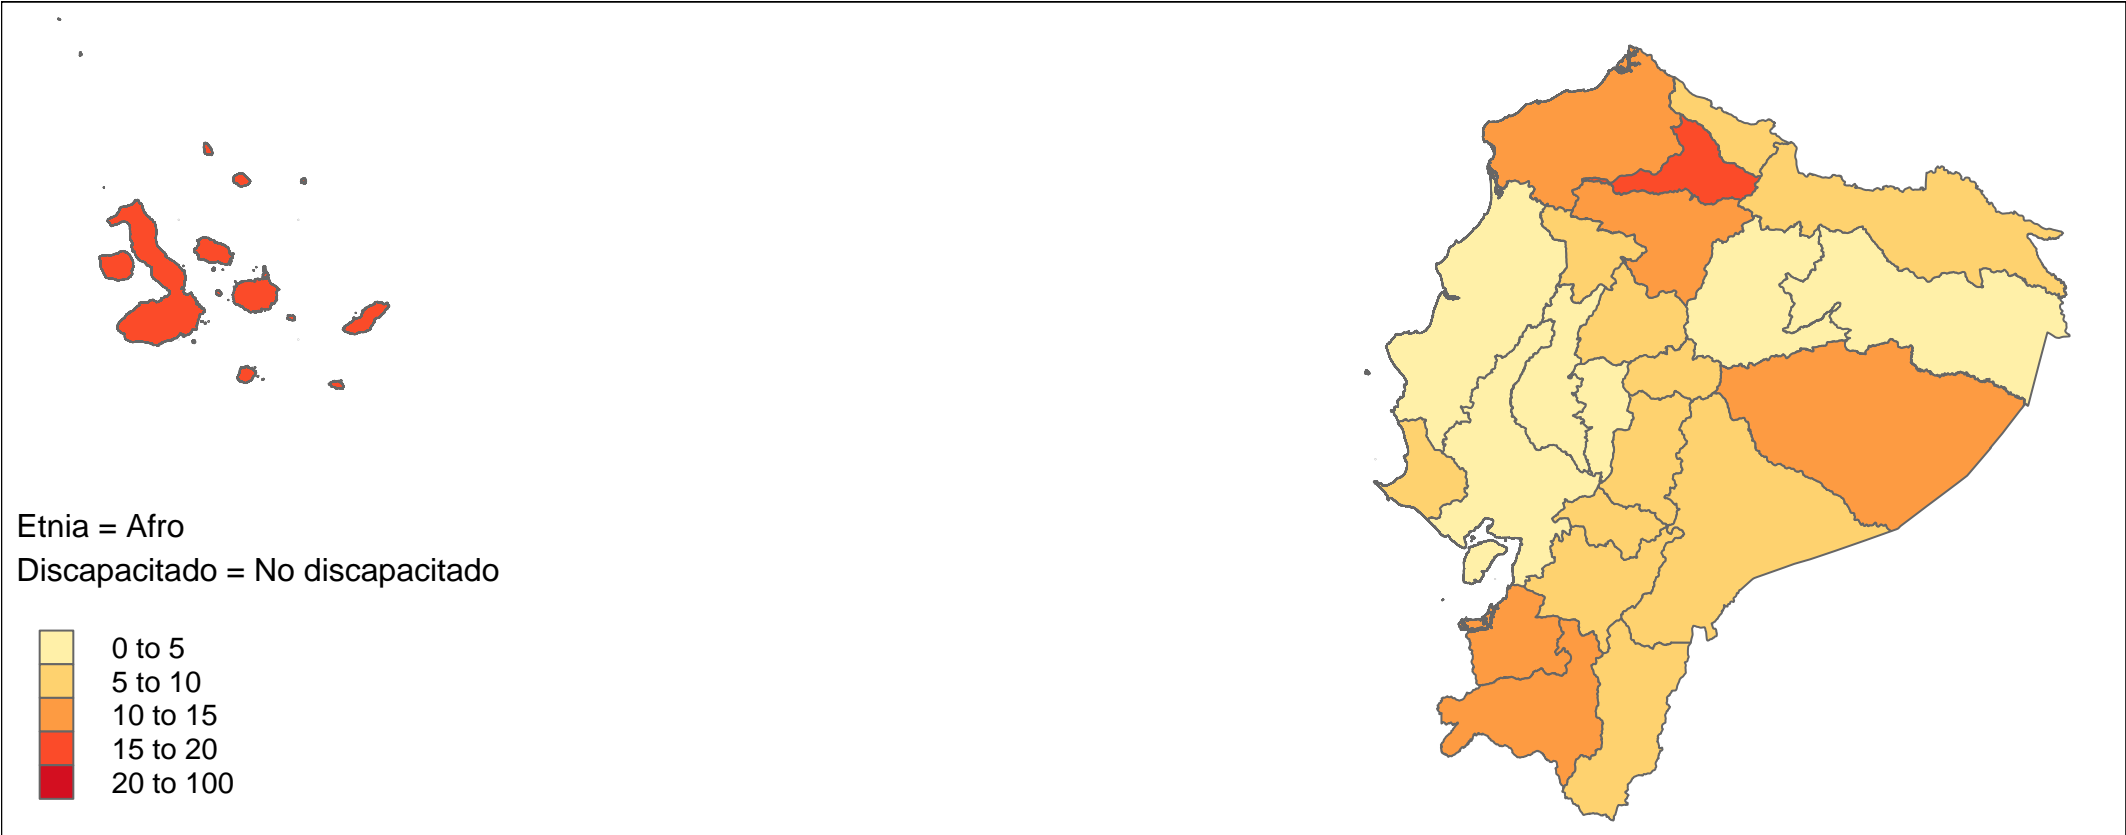 Etnia = Afro
Discapacitado = No discapacitado
0 to 5
5 to 10
10 to 15
15 to 20
20 to 100